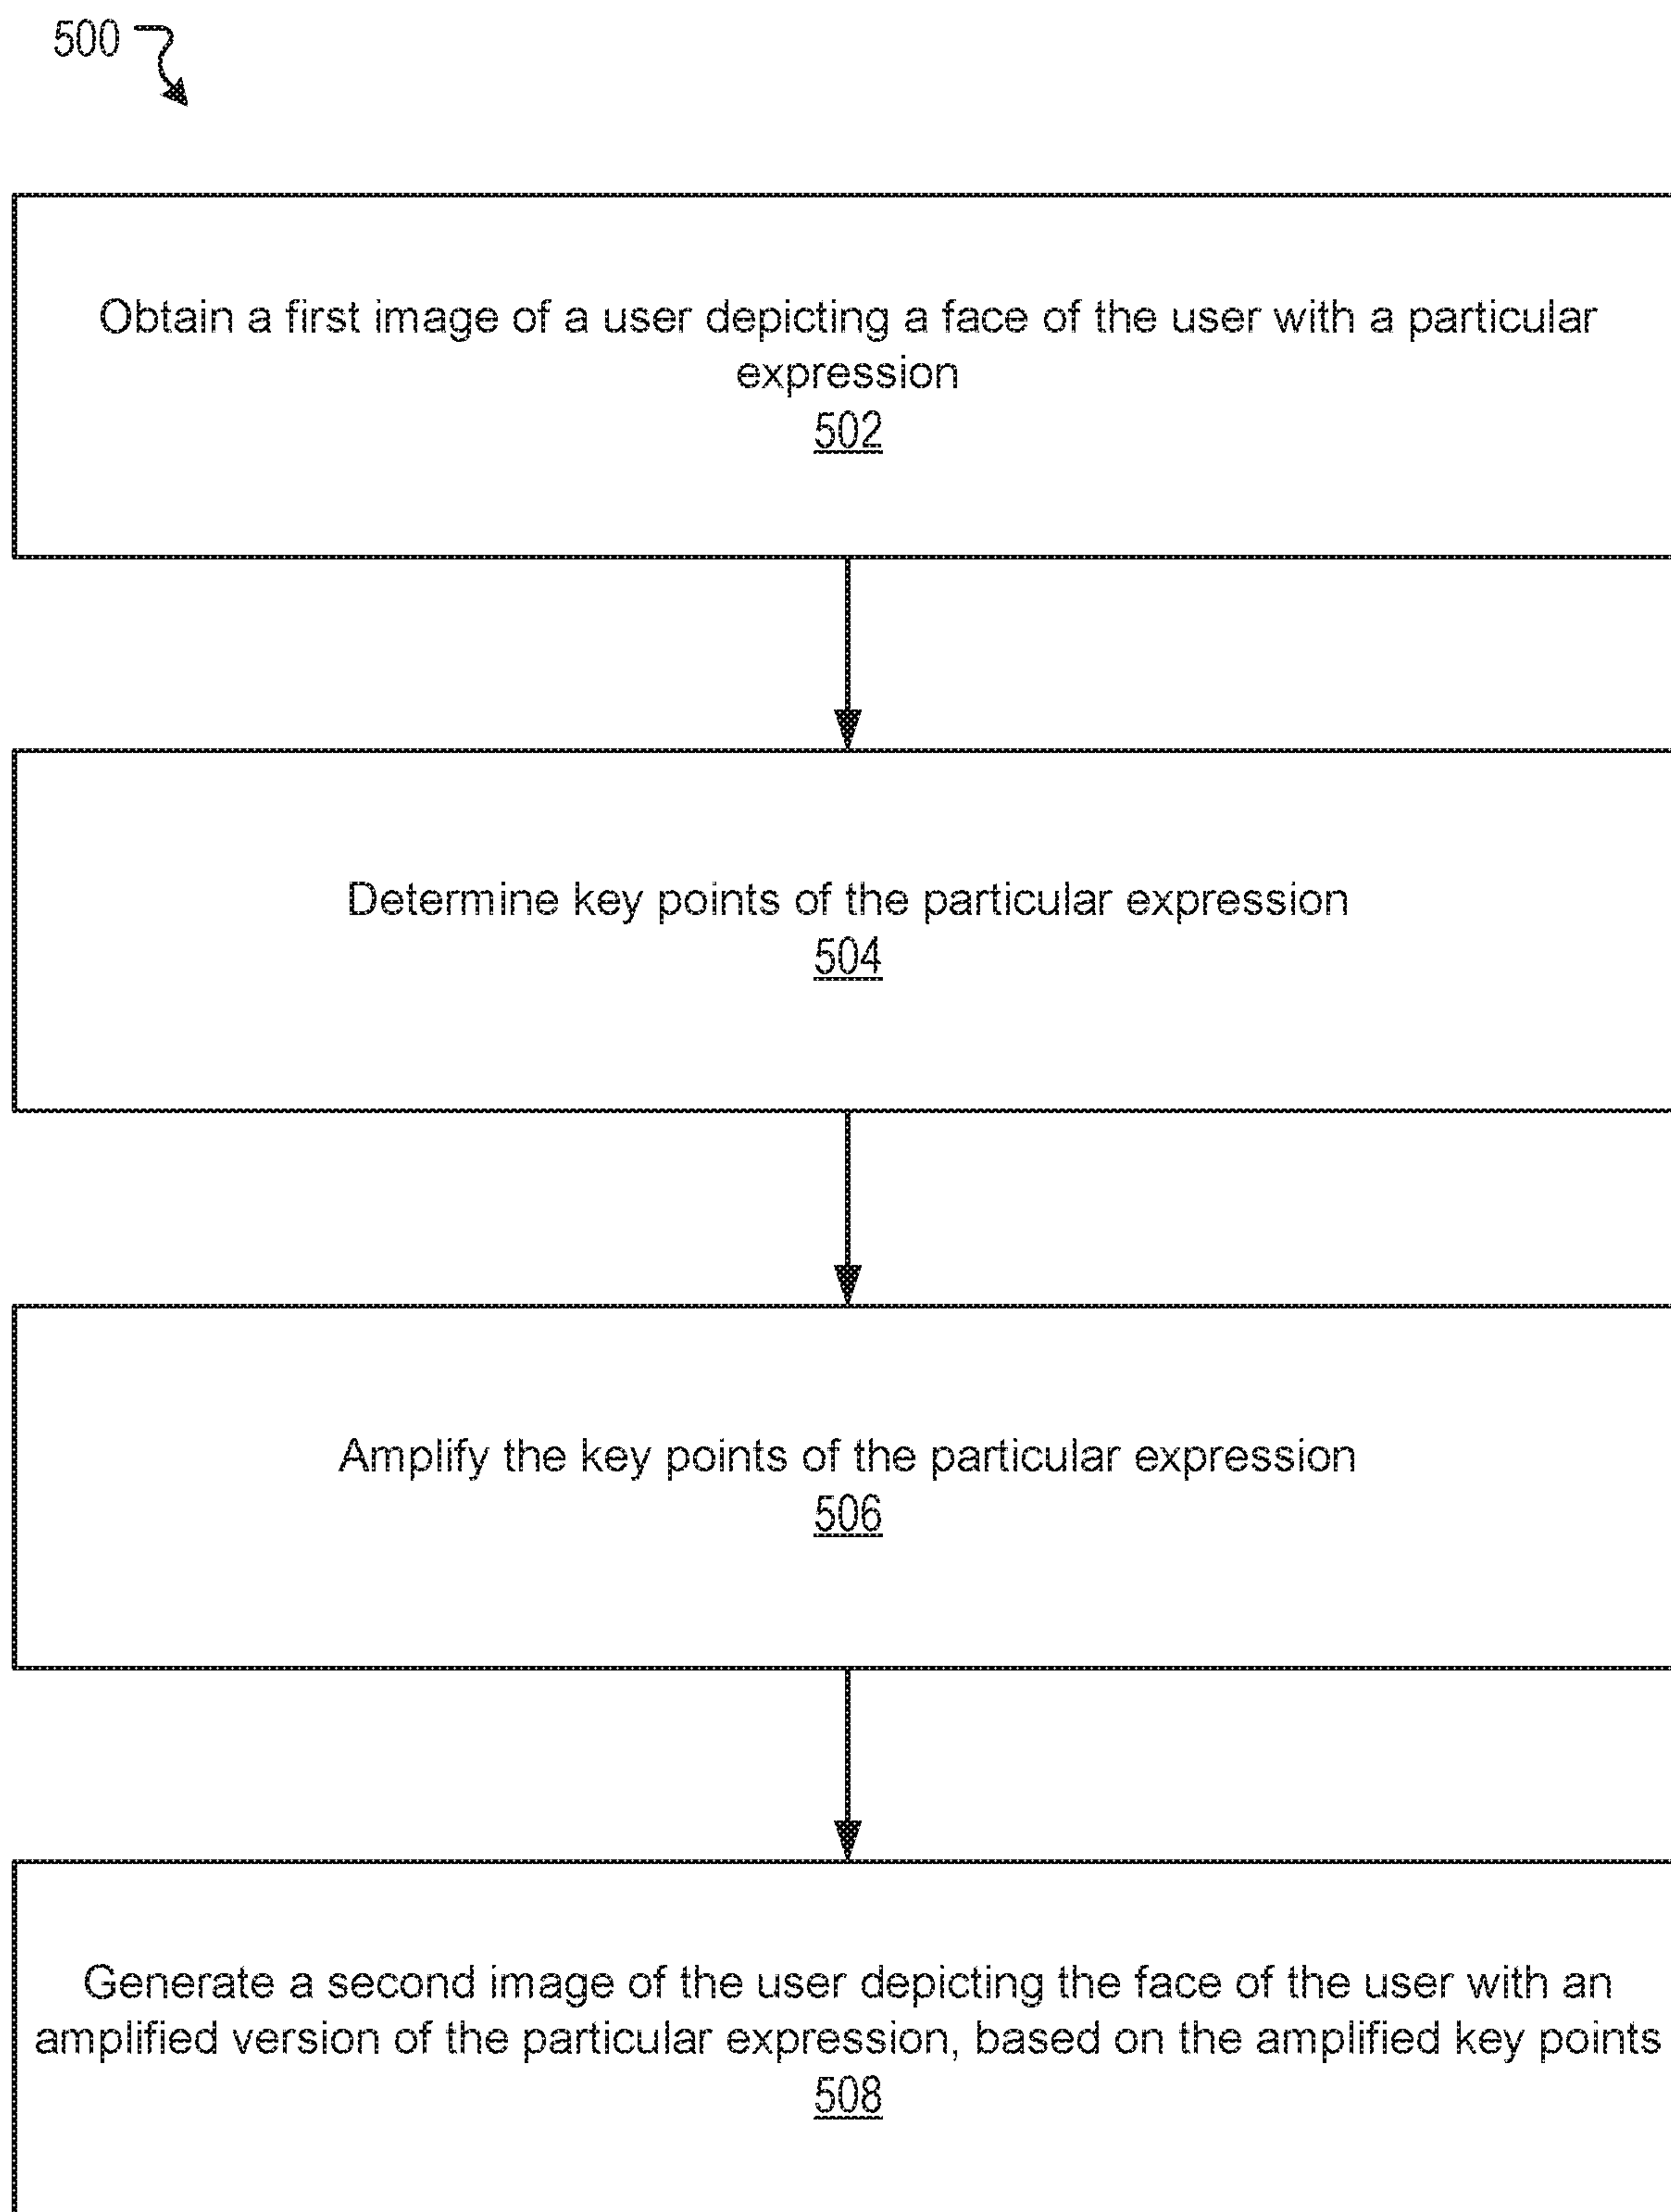 500
Obtain a first image of a user depicting a face of the user with a particular
expression
502
Determine key points of the particular expression
504
Amplify the key points of the particular expression
506
Generate a second image of the user depicting the face of the user with an
amplified version of the particular expression, based on the amplified key points
508